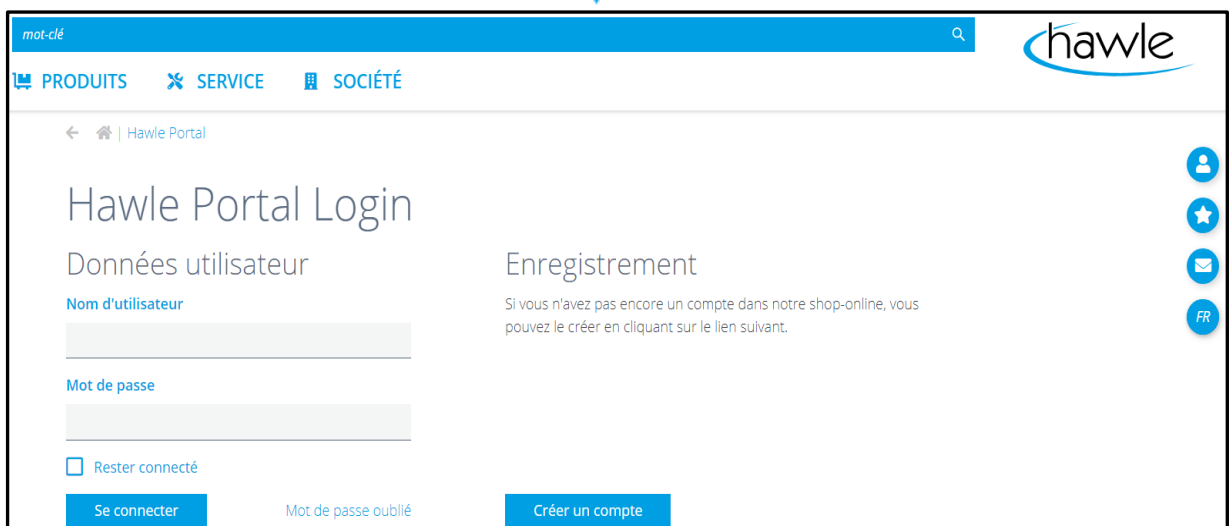 mot-clé
hawle
PRODUITS SERVICE SOCIÉTÉ
| Hawle Portal
Hawle Portal Login
Données utilisateur
Nom d'utilisateur
Mot de passe
Rester connecté
Se connecter Mot de passe oublié
Enregistrement
Si vous n'avez pas encore un compte dans notre shop-online, vous
pouvez le créer en cliquant sur le lien suivant.
Créer un compte
FR